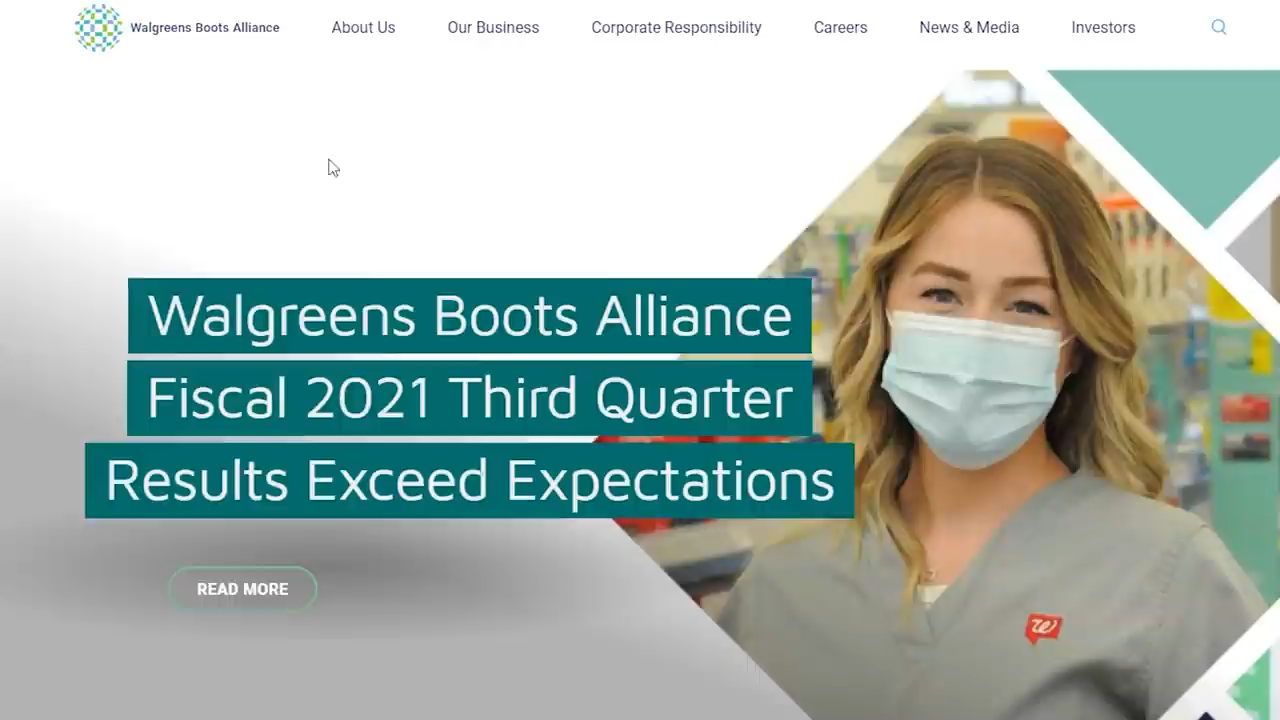 Walgreens Boots Alliance
About Us
Our Business
Corporate Responsibility
Careers
News & Media
Investors
Walgreens Boots Alliance
Fiscal 2021 Third Quarter
Results Exceed Expectations
READ MORE
W